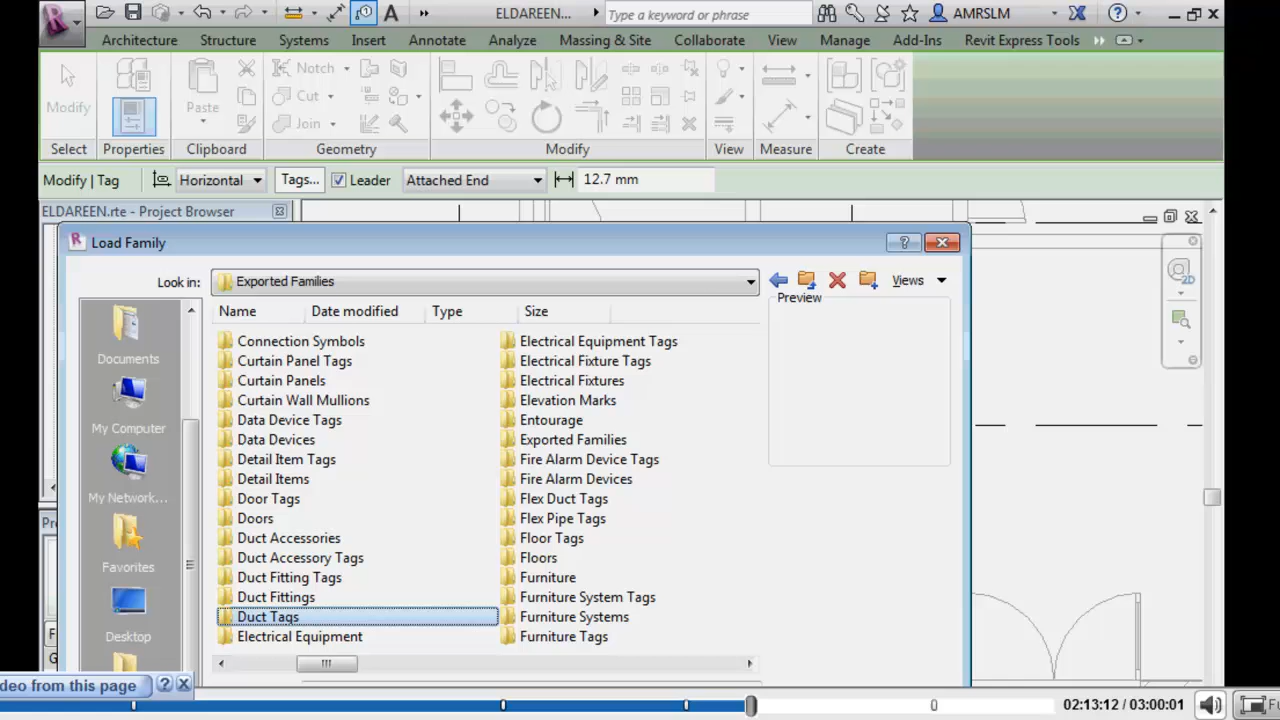 ELDAREEN... Type a keyword or phrase AMRSLM
Architecture Structure Systems Insert Annotate Analyze Massing & Site Collaborate View Manage Add-Ins Revit Express Tools
Modify Notch Cut Join Paste
Select Properties Clipboard Geometry Modify View Measure Create
Modify | Tag Horizontal Tags... Leader Attached End 12.7 mm
ELDAREEN.rte - Project Browser
Load Family
Look in: Exported Families Views
Preview
Name Date modified Type Size
Connection Symbols Electrical Equipment Tags
Curtain Panel Tags Electrical Fixture Tags
Curtain Panels Electrical Fixtures
Curtain Wall Mullions Elevation Marks
Data Device Tags Entourage
Data Devices Exported Families
Detail Item Tags Fire Alarm Device Tags
Detail Items Fire Alarm Devices
Door Tags Flex Duct Tags
Doors Flex Pipe Tags
Duct Accessories Floor Tags
Duct Accessory Tags Floors
Duct Fitting Tags Furniture
Duct Fittings Furniture System Tags
Duct Tags Furniture Systems
Electrical Equipment Furniture Tags
Documents
My Computer
My Network...
Favorites
Desktop
2D
Pr
F
G
deo from this page
02:13:12 / 03:00:01 Fu